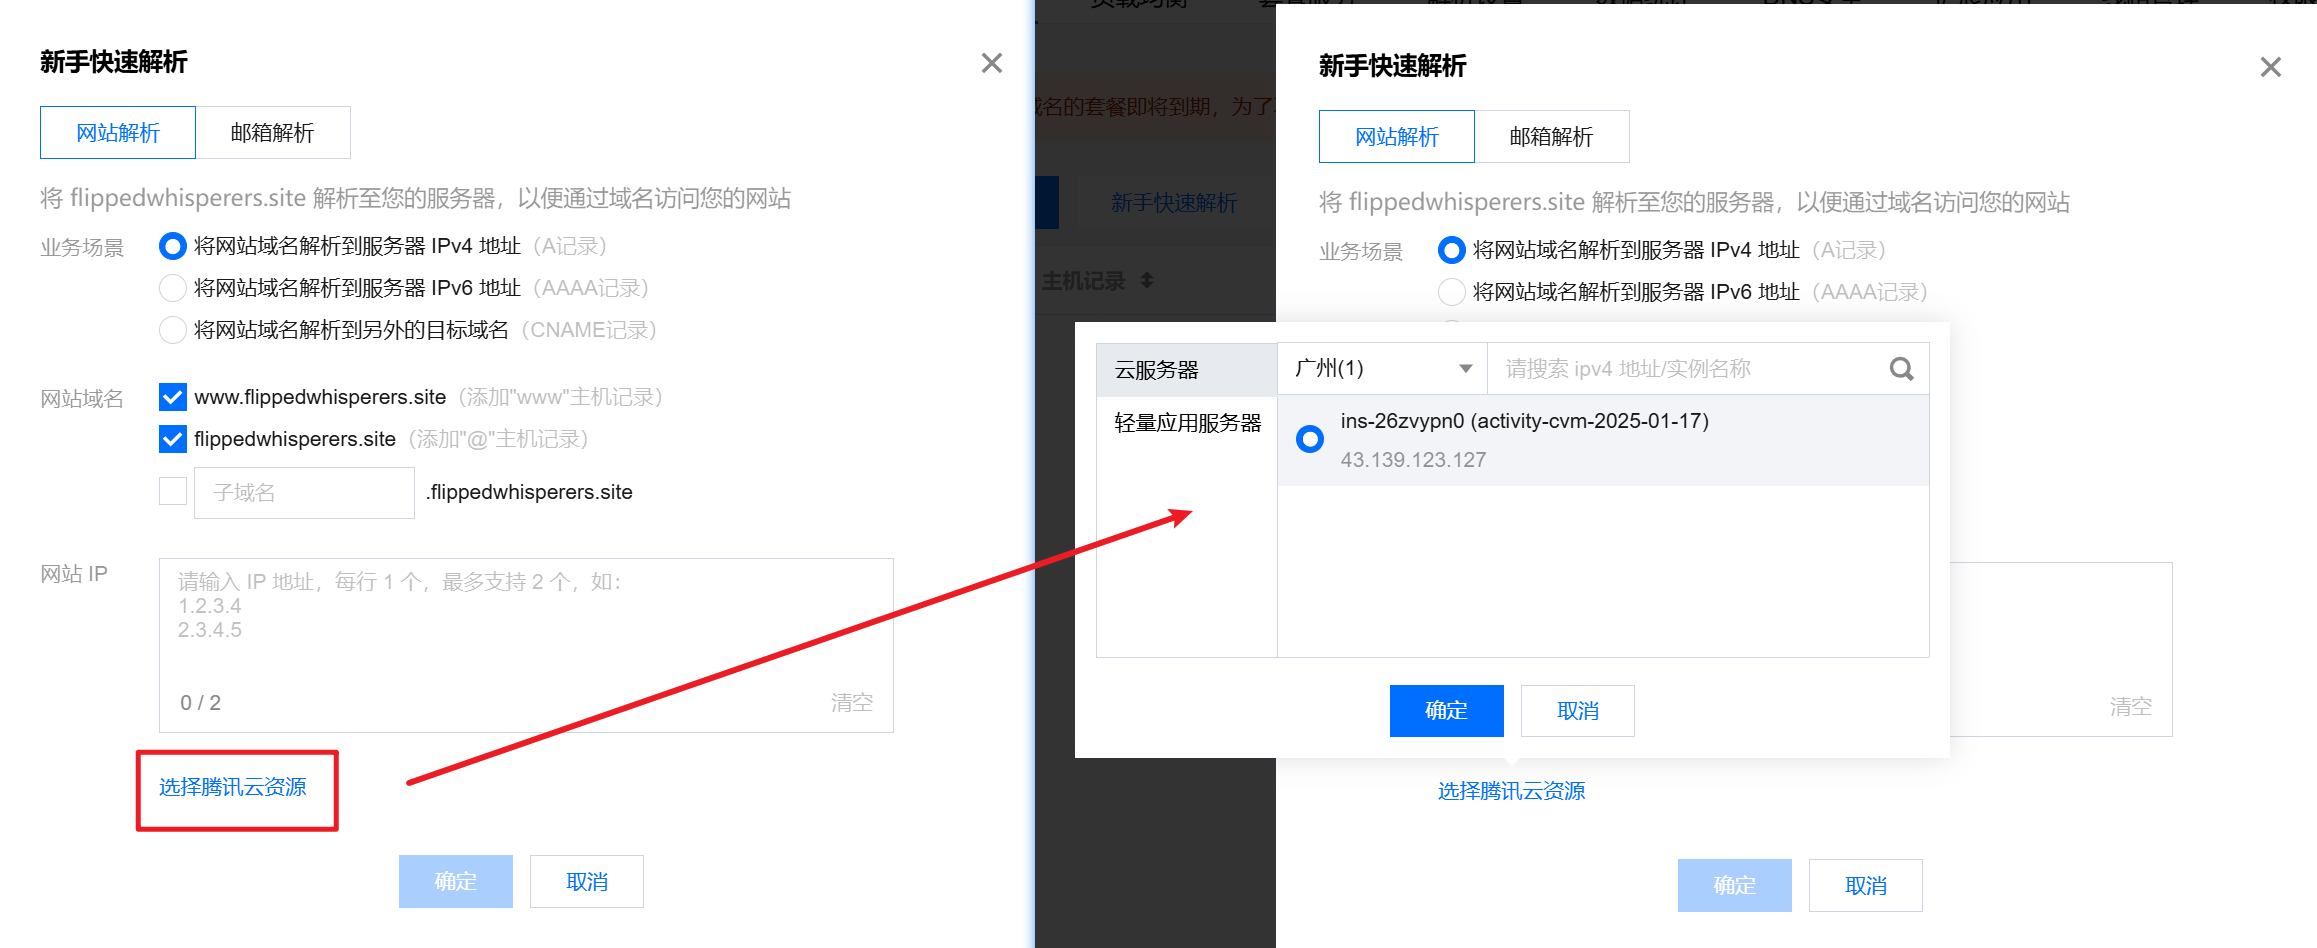 新手快速解析
网站解析 邮箱解析
将 flippedwhisperers.site 解析至您的服务器，以便通过域名访问您的网站
业务场景 将网站域名解析到服务器 IPv4 地址（A记录）
将网站域名解析到服务器 IPv6 地址（AAAA记录）
将网站域名解析到另外的目标域名（CNAME记录）
网站域名 www.flippedwhisperers.site（添加"www"主机记录）
flippedwhisperers.site（添加"@"主机记录）
子域名 .flippedwhisperers.site
网站 IP 请输入 IP 地址，每行 1 个，最多支持 2 个，如：
1.2.3.4
2.3.4.5
0 / 2 清空
选择腾讯云资源
确定 取消
域名的套餐即将到期，为了
新手快速解析
主机记录
新手快速解析
网站解析 邮箱解析
将 flippedwhisperers.site 解析至您的服务器，以便通过域名访问您的网站
业务场景 将网站域名解析到服务器 IPv4 地址（A记录）
将网站域名解析到服务器 IPv6 地址（AAAA记录）
云服务器 广州(1) 请搜索 ipv4 地址/实例名称
轻量应用服务器 ins-26zvypn0 (activity-cvm-2025-01-17)
43.139.123.127
确定 取消
清空
选择腾讯云资源
确定 取消